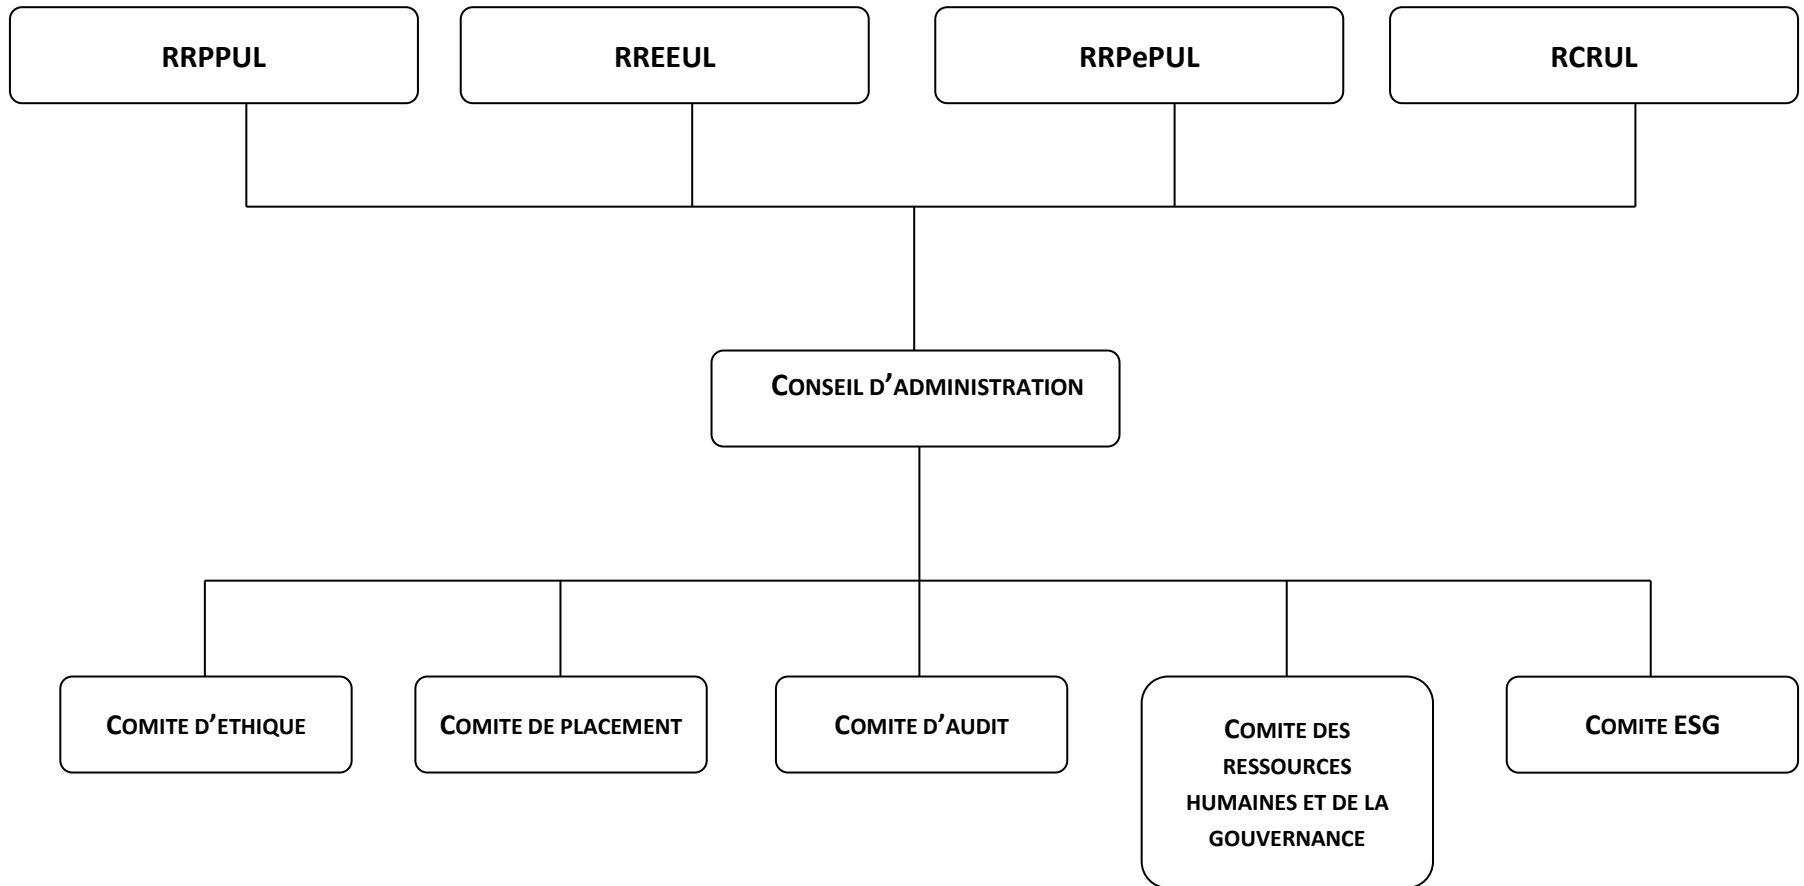 RRPPUL
RREEUL
RRPePUL
RCRUL
CONSEIL D'ADMINISTRATION
COMITE D'ETHIQUE
COMITE DE PLACEMENT
COMITE D'AUDIT
COMITE DES
RESSOURCES
HUMAINES ET DE LA
GOUVERNANCE
COMITE ESG